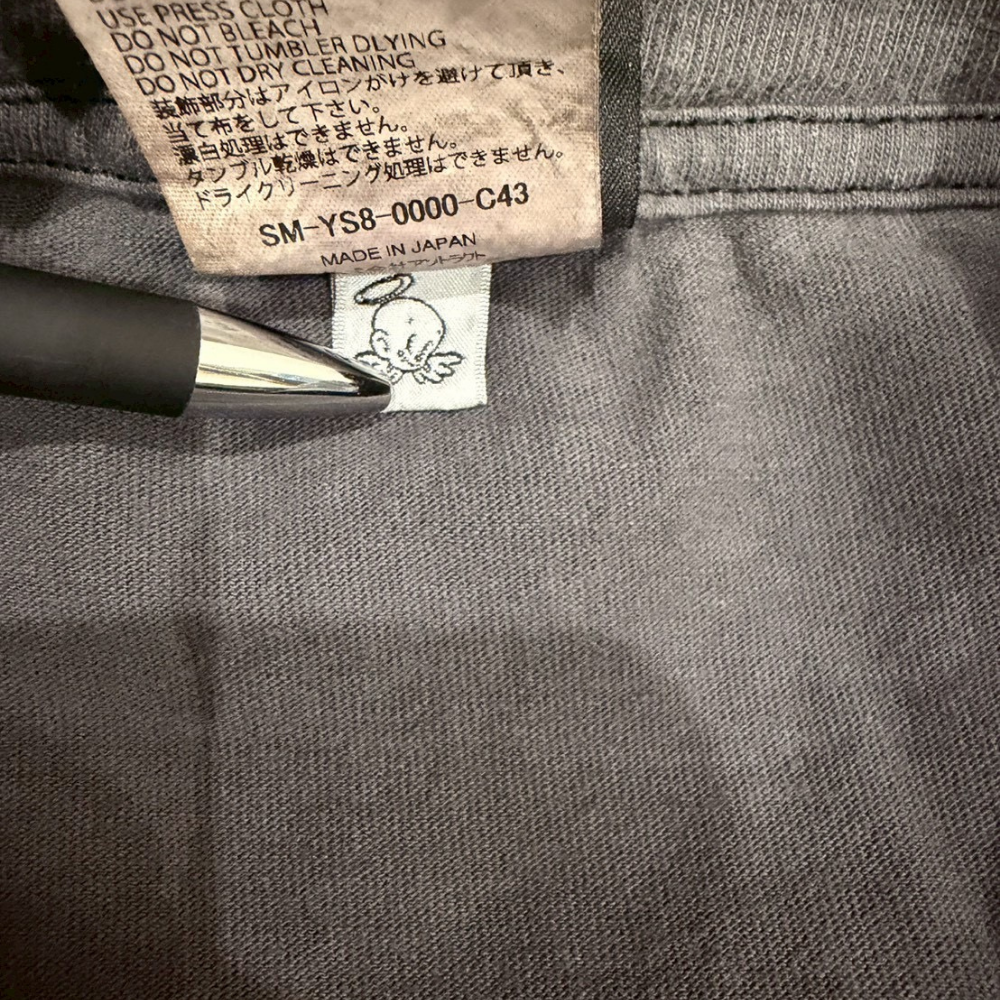 USE PRESS CLOTH
DO NOT BLEACH
DO NOT TUMBLER DLYING
DO NOT DRY CLEANING
装飾部分はアイロンがけを避けて頂き、
当て布をして下さい。
漂白処理はできません。
タンブル乾燥はできません。
ドライクリーニング処理はできません。
SM-YS8-0000-C43
MADE IN JAPAN